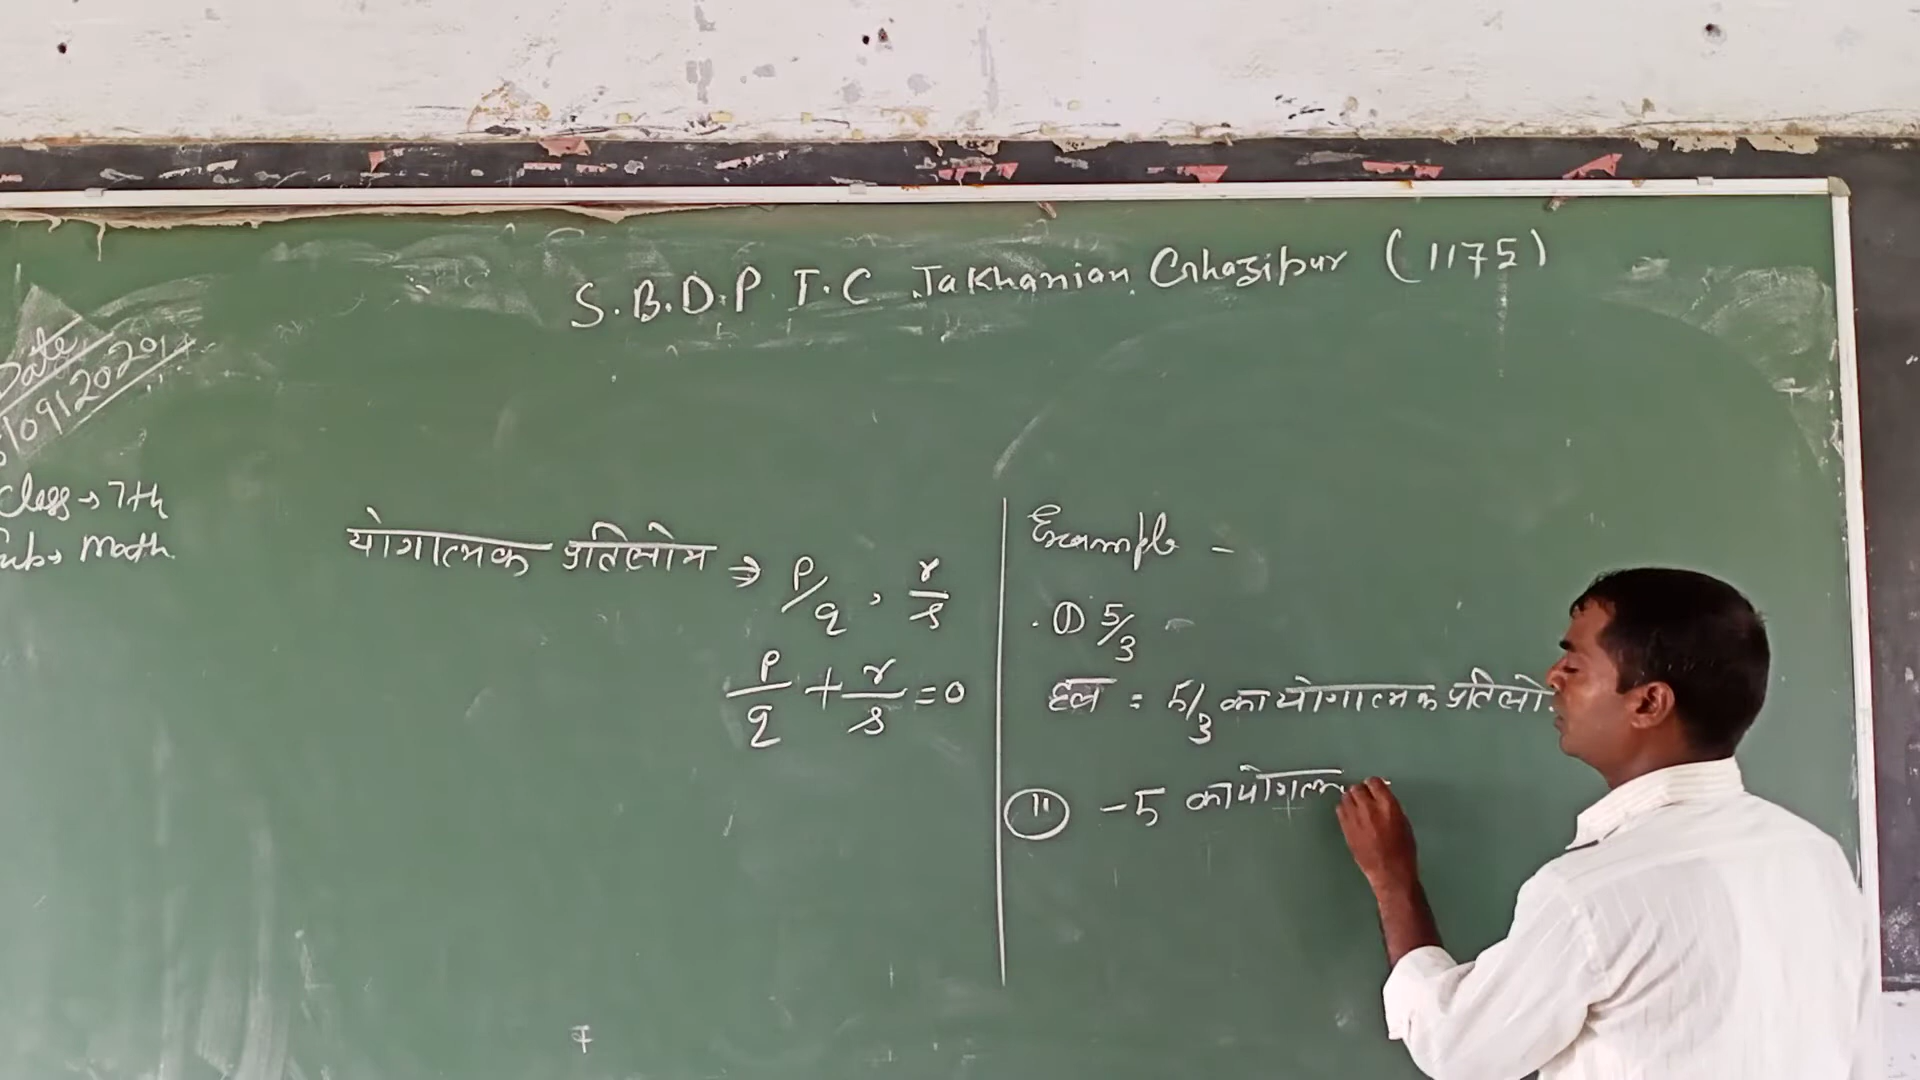 S.B.D.P. T.C. Jakhanian Ghazipur (1175)
Date
Class → 7th
Sub → Math
योगात्मक प्रतिलोम ⇒ p/q , r/s
p/q + r/s = 0
Example -
① 5/3 -
हल = 5/3 का योगात्मक प्रतिलो
(ii) -5 का योगात्म